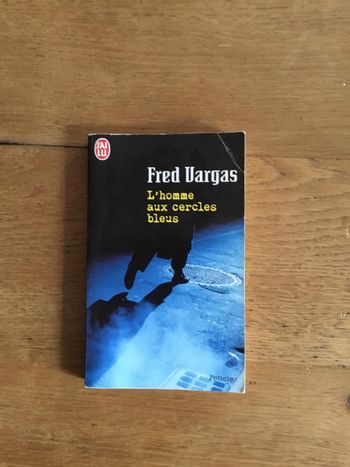 J'AI
LU
Fred Vargas
L'homme
aux cercles
bleus
Policier